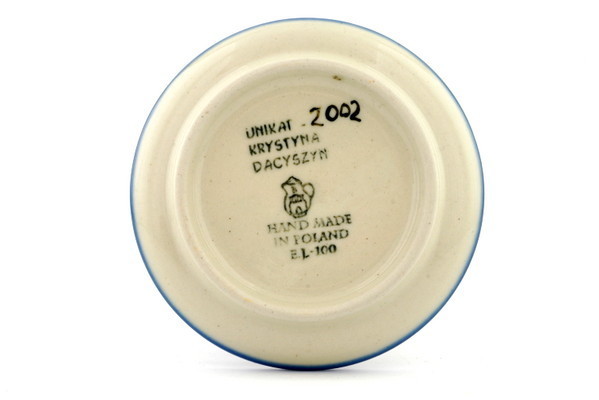 UNIKAT - 2002
KRYSTYNA
DACYSZYN
HAND MADE
IN POLAND
E.L-100